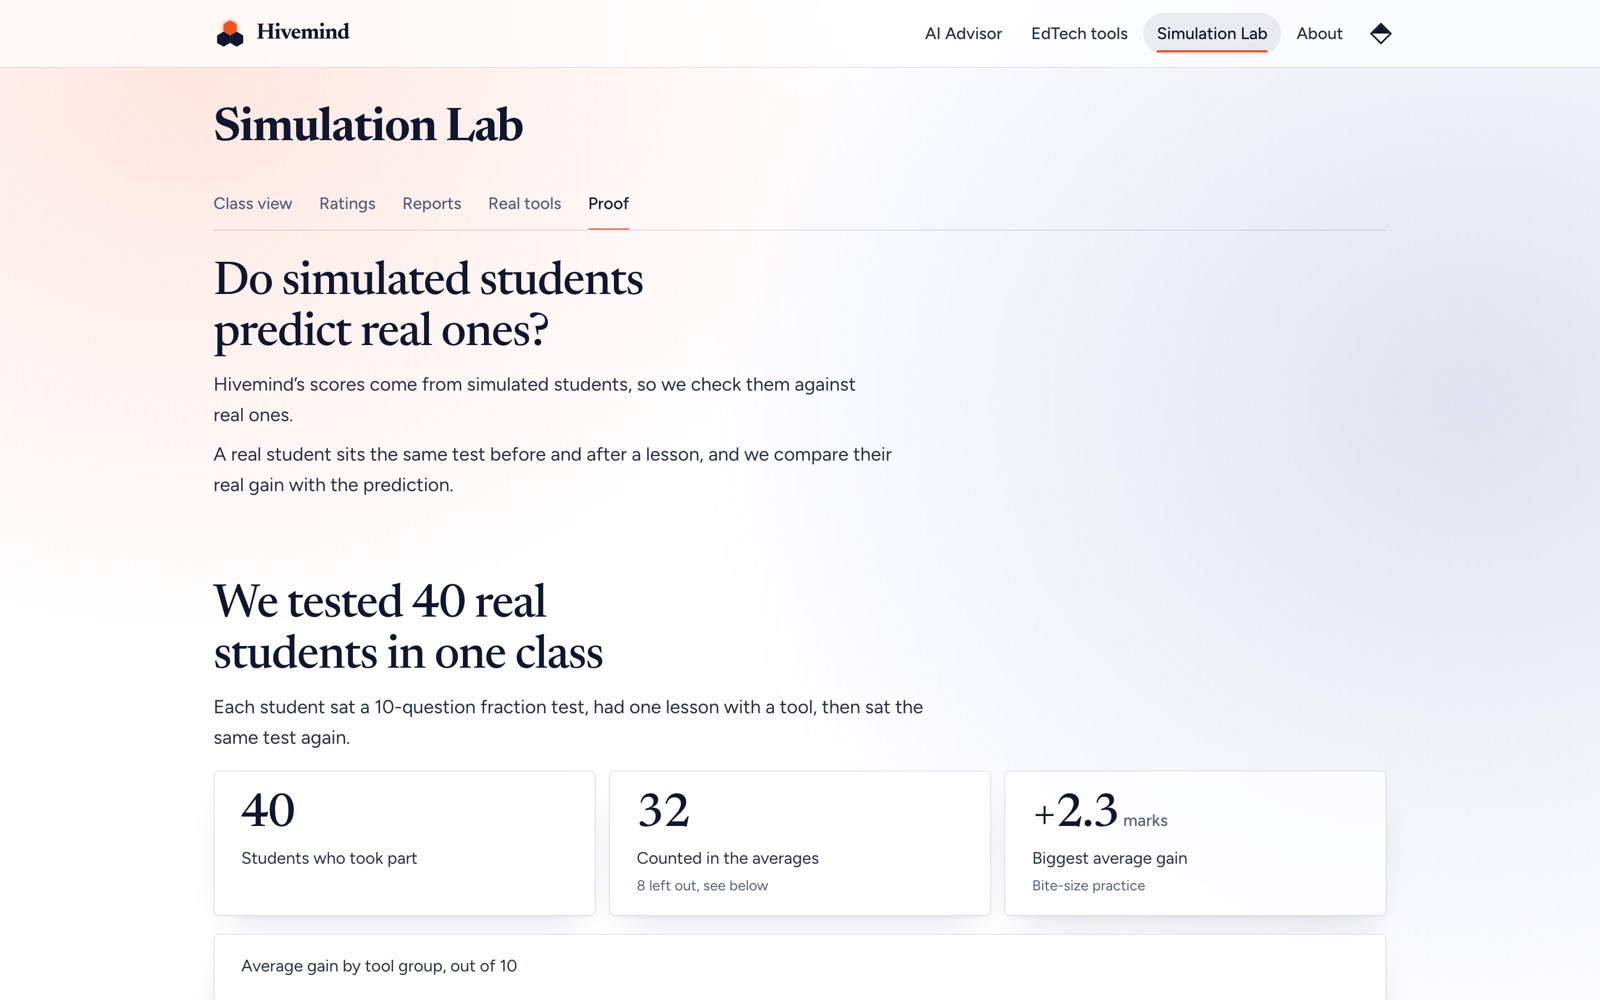 Hivemind
AI Advisor
EdTech tools
Simulation Lab
About
Simulation Lab
Class view
Ratings
Reports
Real tools
Proof
Do simulated students
predict real ones?
Hivemind’s scores come from simulated students, so we check them against
real ones.
A real student sits the same test before and after a lesson, and we compare their
real gain with the prediction.
We tested 40 real
students in one class
Each student sat a 10-question fraction test, had one lesson with a tool, then sat the
same test again.
40
Students who took part
32
Counted in the averages
8 left out, see below
+2.3 marks
Biggest average gain
Bite-size practice
Average gain by tool group, out of 10